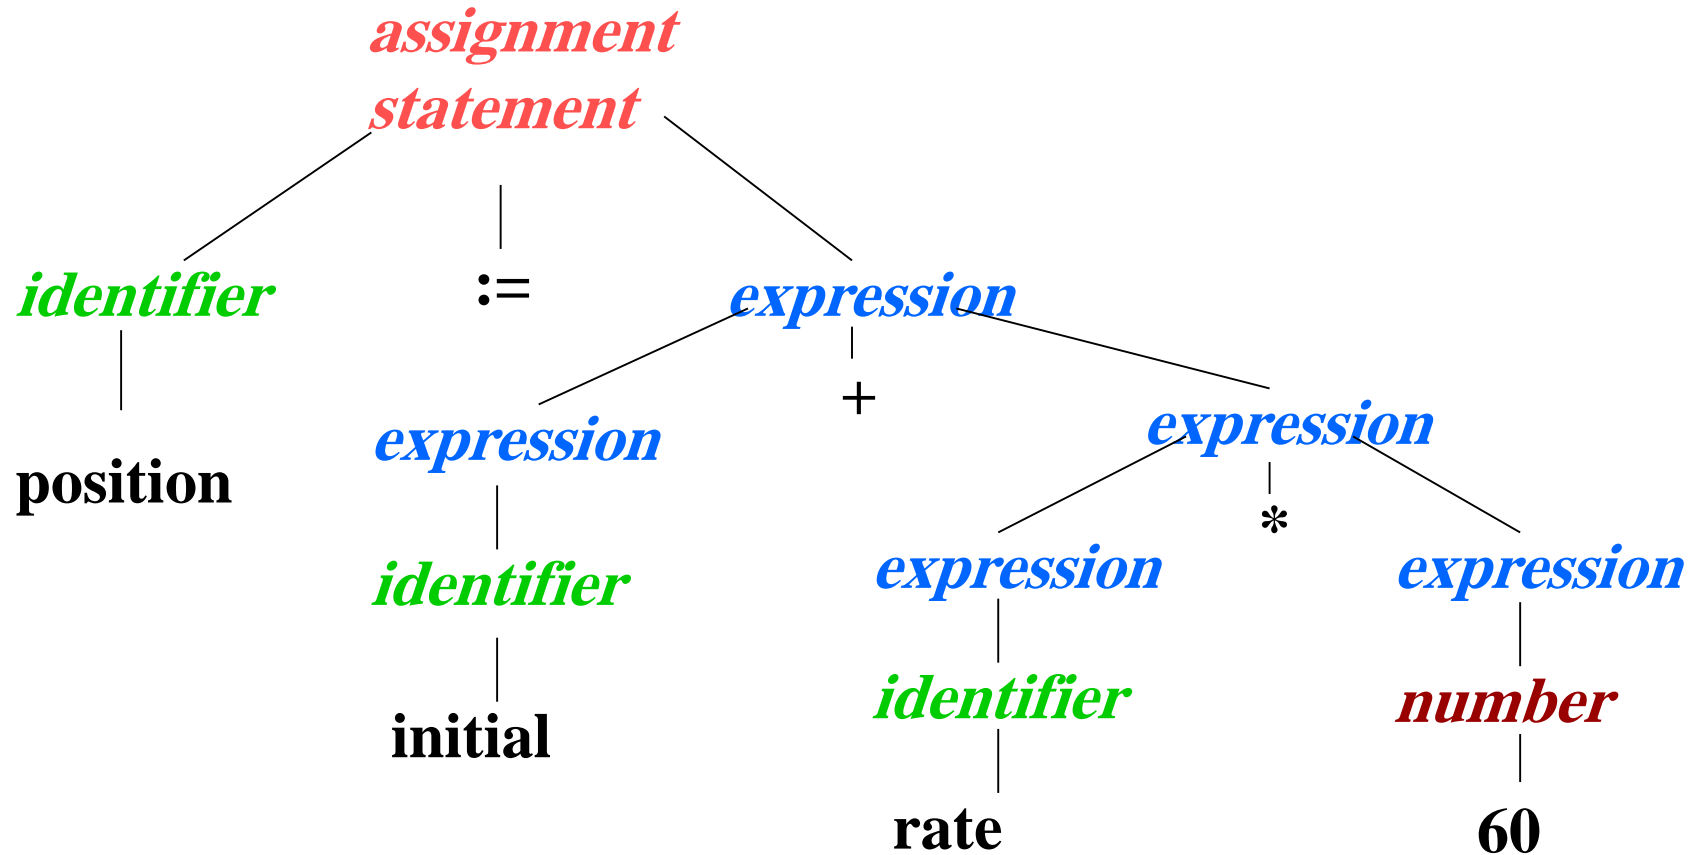 assignment
statement
identifier := expression
+
expression expression
position
*
identifier expression expression
identifier number
initial
rate 60